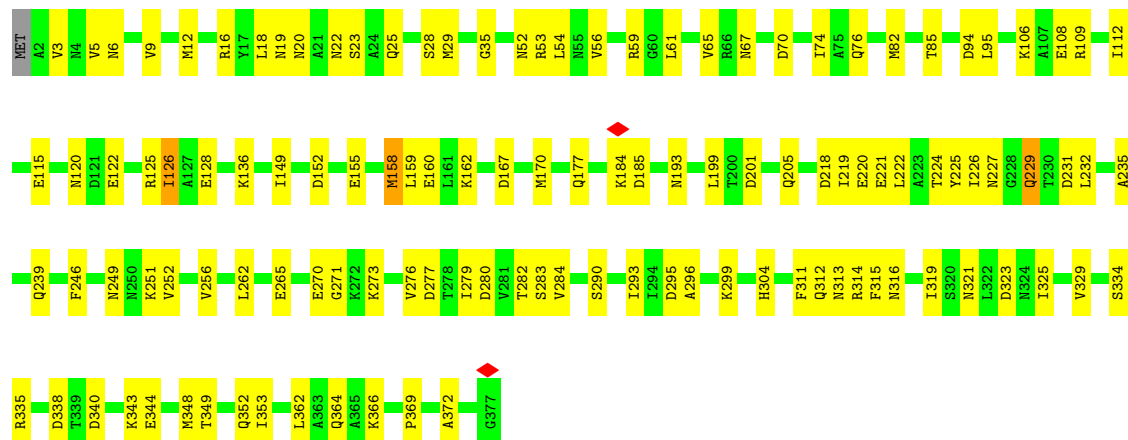 MET A2 V3 N4 V5 N6 V9 M12 R16 Y17 L18 N19 N20 A21 N22 S23 A24 Q25 S28 M29 G35 N52 R53 L54 N55 V56 R59 G60 L61 V65 R66 N67 D70 I74 A75 Q76 M82 T85 D94 L95 K106 A107 E108 R109 I112
E115 N120 D121 E122 R125 I126 A127 E128 K136 I149 D152 E155 M158 L159 E160 L161 K162 D167 M170 Q177 K184 D185 N193 L199 T200 D201 Q205 D218 I219 E220 E221 L222 A223 T224 Y225 I226 N227 G228 Q229 T230 D231 L232 A235
Q239 F246 N249 N250 K251 V252 V256 L262 E265 E270 G271 K272 K273 V276 D277 T278 I279 D280 V281 T282 S283 V284 S290 I293 I294 D295 A296 K299 H304 F311 Q312 N313 R314 F315 N316 I319 S320 N321 L322 D323 N324 I325 V329 S334
R335 D338 T339 D340 K343 E344 M348 T349 Q352 I353 L362 A363 Q364 A365 K366 P369 A372 G377